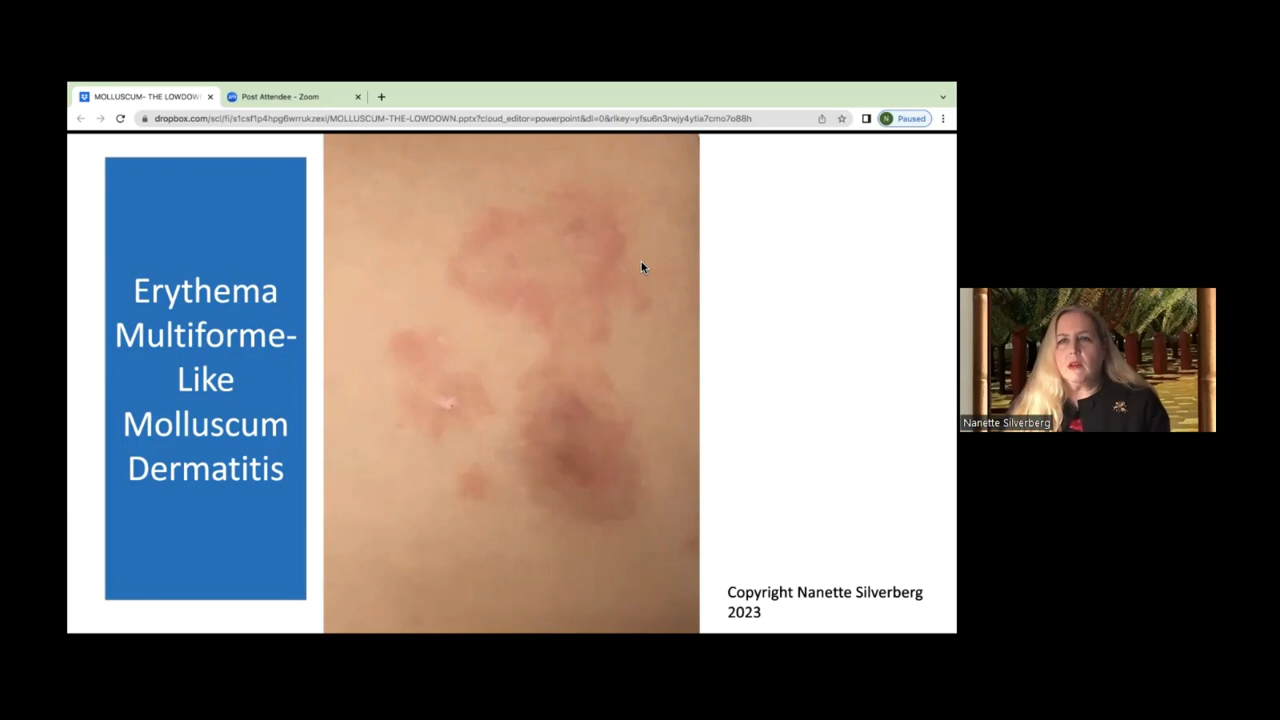 MOLLUSCUM- THE LOWDOW
Post Attendee - Zoom
dropbox.com/scl/fi/s1csf1p4hpg6wrrukzexi/MOLLUSCUM-THE-LOWDOWN.pptx?cloud_editor=powerpoint&dl=0&rlkey=yfsu6n3rwjy4ytia7cmo7o88h
N Paused
Erythema
Multiforme-
Like
Molluscum
Dermatitis
Copyright Nanette Silverberg
2023
Nanette Silverberg